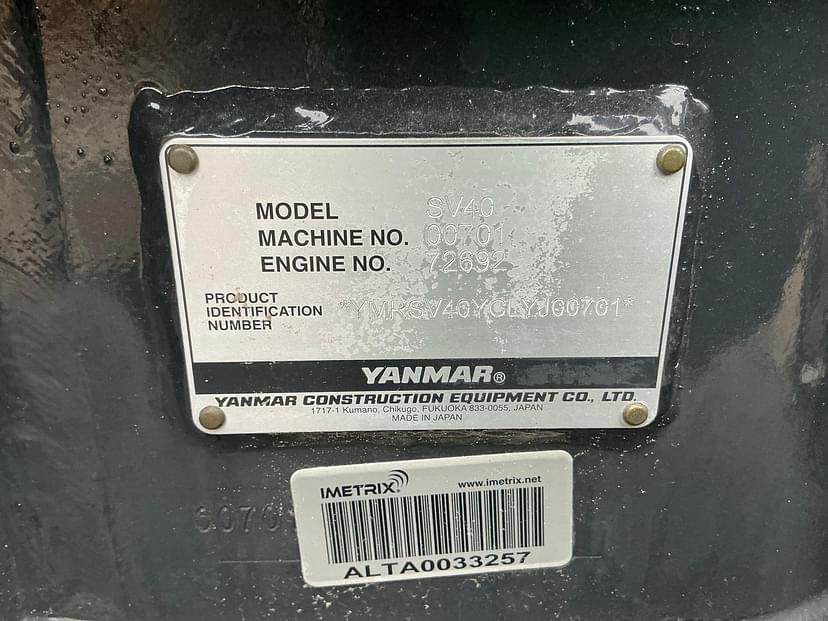 MODEL SV40
MACHINE NO. 00701
ENGINE NO. 72692
PRODUCT
IDENTIFICATION
NUMBER *YMRSV40YCLYJ00701*
YANMAR®
YANMAR CONSTRUCTION EQUIPMENT CO., LTD.
1717-1 Kumano, Chikugo, FUKUOKA 833-0055, JAPAN
MADE IN JAPAN
IMETRIX® www.imetrix.net
ALTA0033257